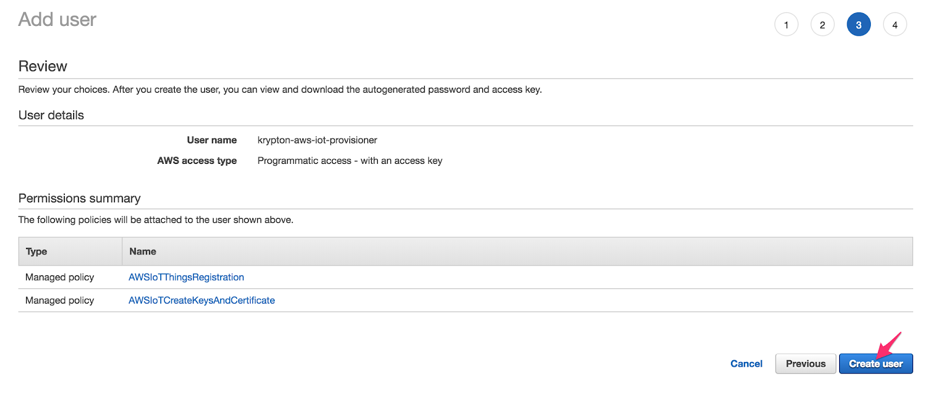 Add user
1 2 3 4
Review
Review your choices. After you create the user, you can view and download the autogenerated password and access key.
User details
User name krypton-aws-iot-provisioner
AWS access type Programmatic access - with an access key
Permissions summary
The following policies will be attached to the user shown above.
Type Name
Managed policy AWSIoTThingsRegistration
Managed policy AWSIoTCreateKeysAndCertificate
Cancel Previous Create user